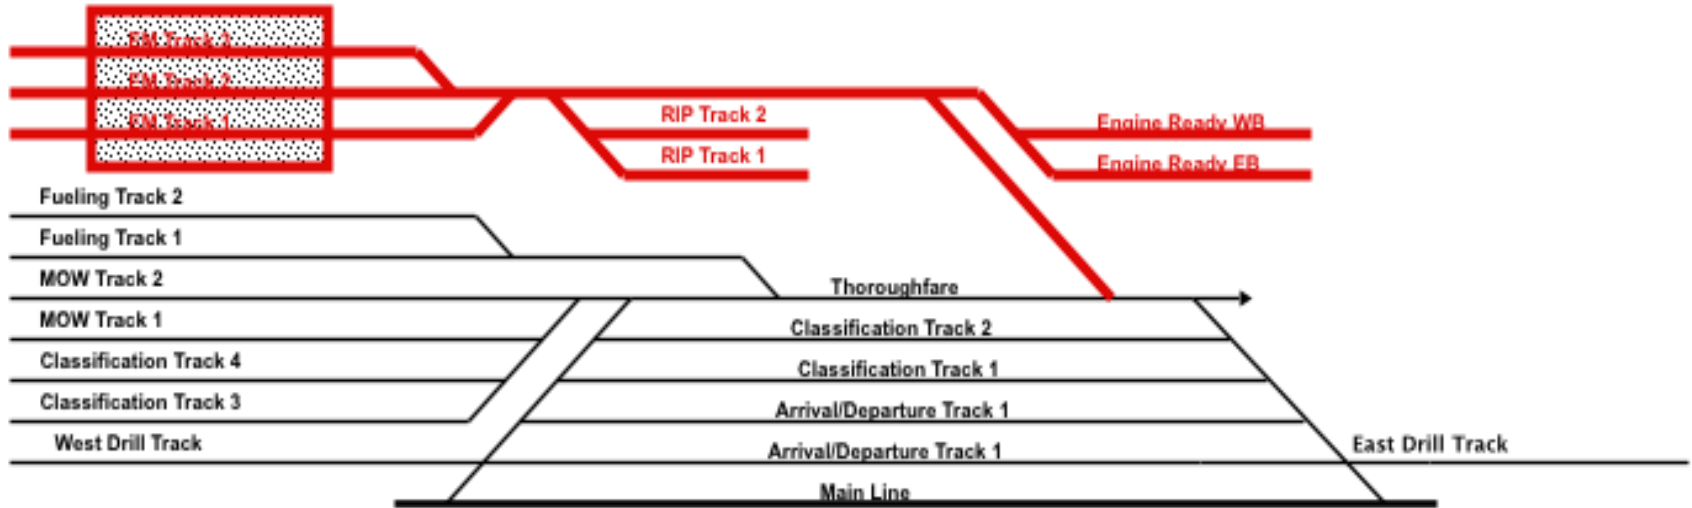 EM Track 3
EM Track 2
EM Track 1
RIP Track 2
RIP Track 1
Engine Ready WB
Engine Ready EB
Fueling Track 2
Fueling Track 1
MOW Track 2
MOW Track 1
Classification Track 4
Classification Track 3
West Drill Track
Thoroughfare
Classification Track 2
Classification Track 1
Arrival/Departure Track 1
Arrival/Departure Track 1
Main Line
East Drill Track